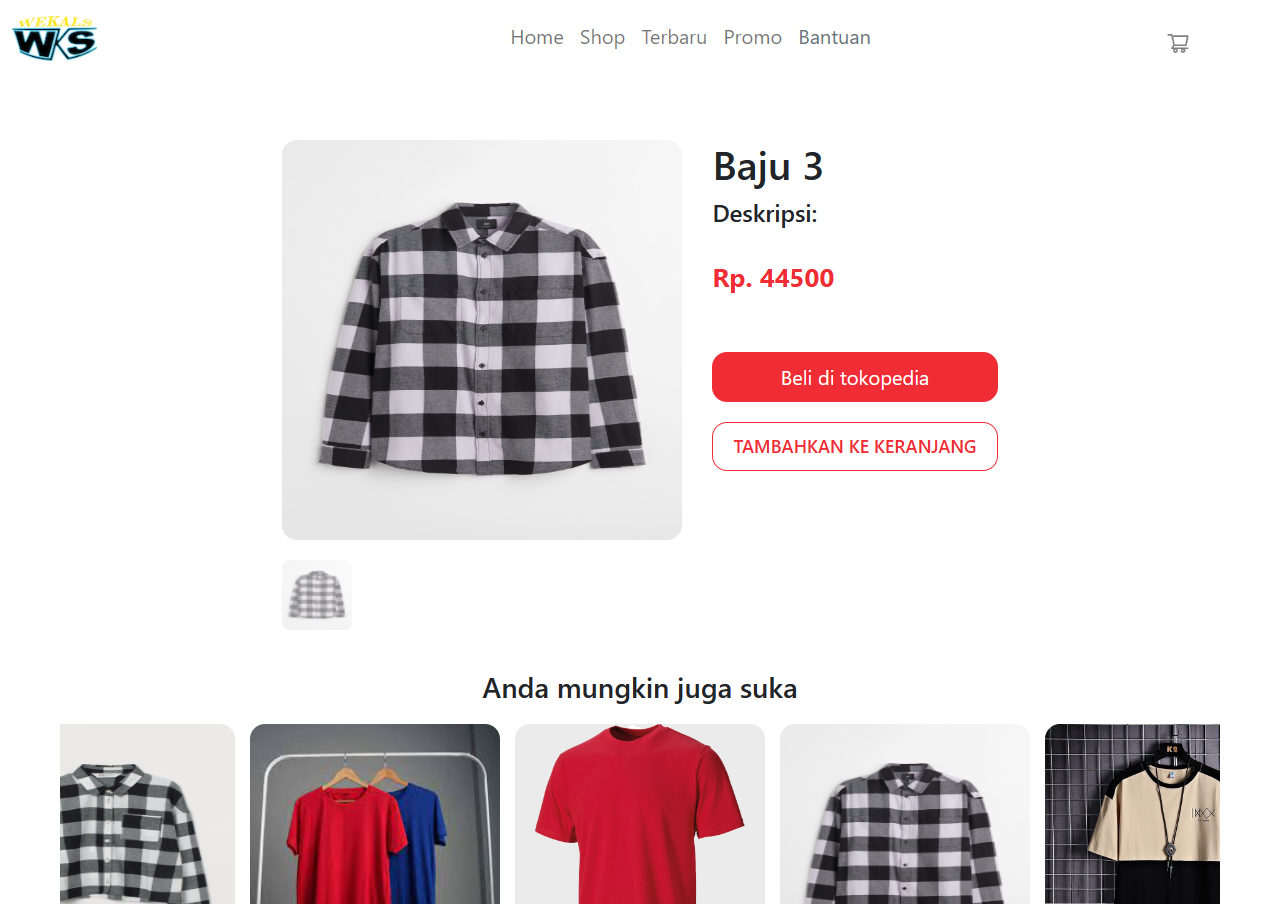 WEKALS
WKS
Home Shop Terbaru Promo Bantuan
Baju 3
Deskripsi:
Rp. 44500
Beli di tokopedia
TAMBAHKAN KE KERANJANG
Anda mungkin juga suka